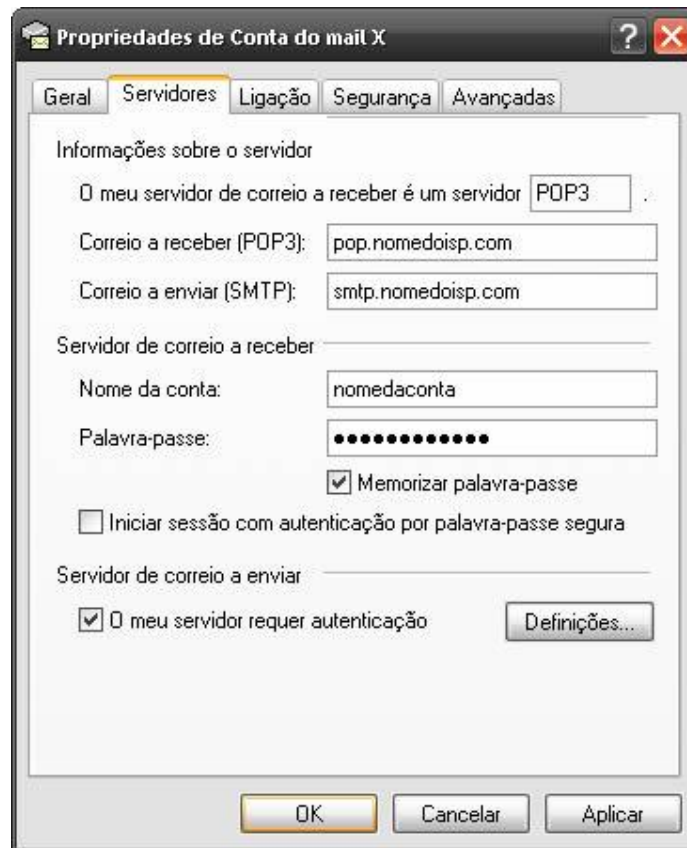 Propriedades de Conta do mail X
Geral Servidores Ligação Segurança Avançadas
Informações sobre o servidor
O meu servidor de correio a receber é um servidor POP3 .
Correio a receber (POP3): pop.nomedoisp.com
Correio a enviar (SMTP): smtp.nomedoisp.com
Servidor de correio a receber
Nome da conta: nomedaconta
Palavra-passe: ●●●●●●●●●●●●
Memorizar palavra-passe
Iniciar sessão com autenticação por palavra-passe segura
Servidor de correio a enviar
O meu servidor requer autenticação Definições...
OK Cancelar Aplicar